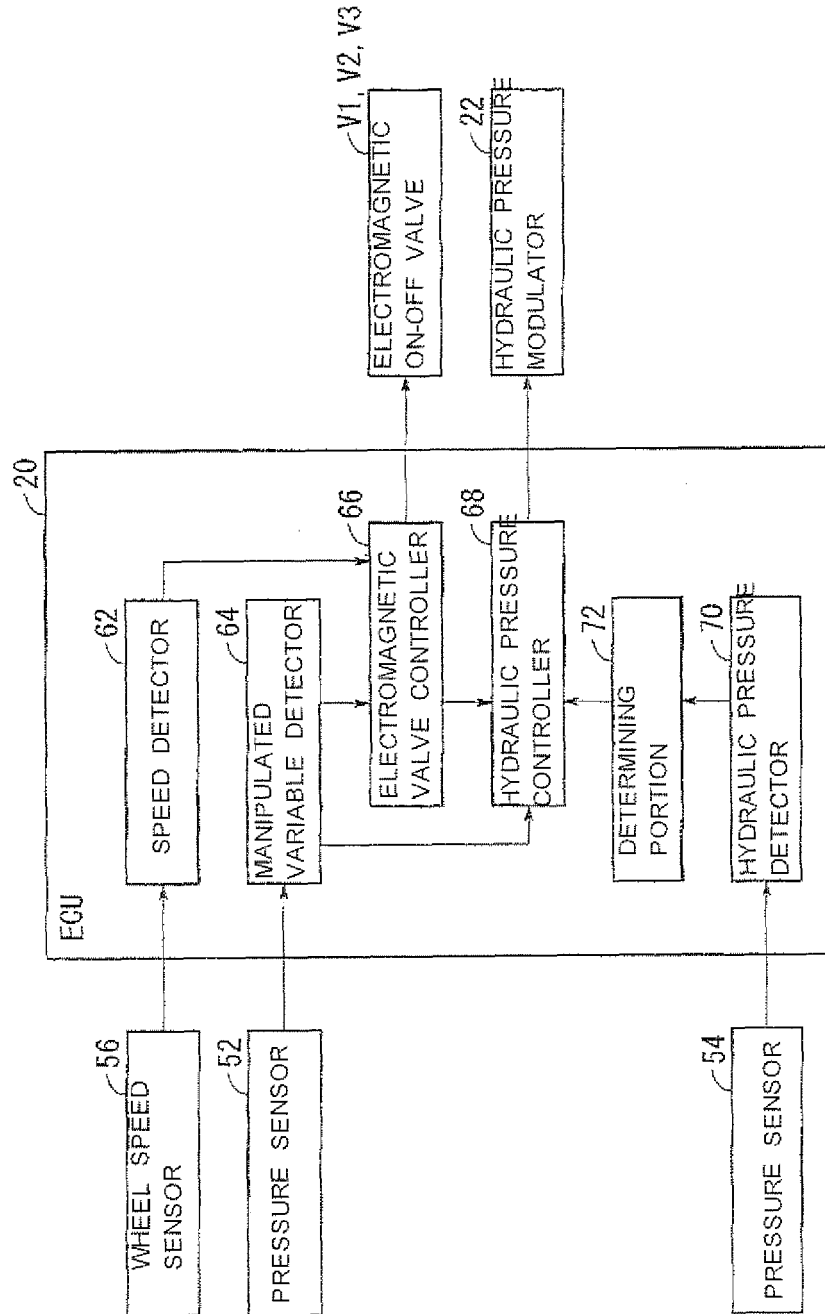 56
WHEEL SPEED
SENSOR
52
PRESSURE SENSOR
54
PRESSURE SENSOR
20
ECU
62
SPEED DETECTOR
64
MANIPULATED
VARIABLE DETECTOR
66
ELECTROMAGNETIC
VALVE CONTROLLER
68
HYDRAULIC PRESSURE
CONTROLLER
72
DETERMINING
PORTION
70
HYDRAULIC PRESSURE
DETECTOR
V1, V2, V3
ELECTROMAGNETIC
ON-OFF VALVE
22
HYDRAULIC PRESSURE
MODULATOR